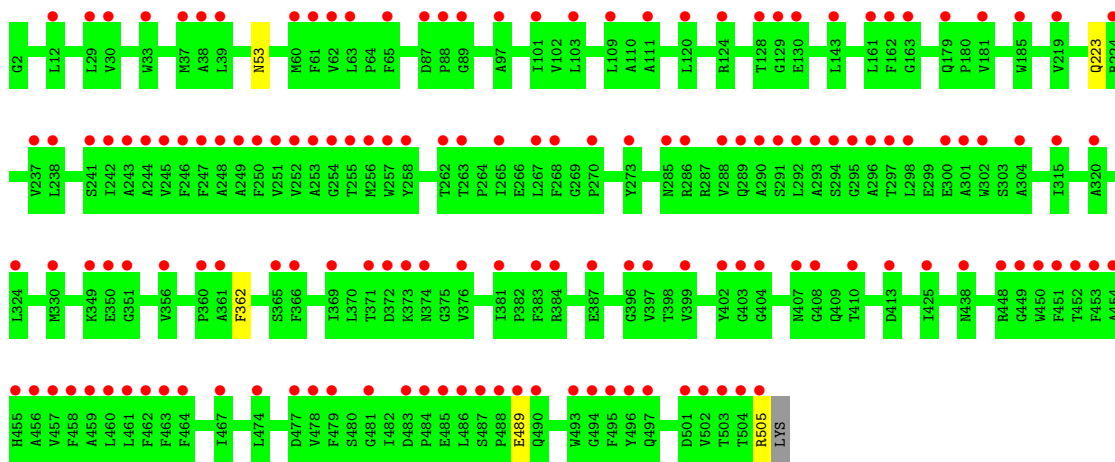 G2 L12 L29 V30 W33 M37 A38 L39 N53 M60 F61 V62 L63 P64 F65 D87 P88 G89 A97 I101 V102 L103 L109 A110 A111 L120 R124 T128 G129 E130 L143 L161 F162 G163 Q179 P180 V181 W185 V219 Q223
V237 L238 S241 I242 A243 A244 V245 F246 F247 A248 A249 F250 V251 V252 A253 G254 T255 M256 W257 Y258 T262 T263 P264 I265 E266 L267 F268 G269 P270 Y273 N285 R286 R287 V288 Q289 A290 S291 L292 A293 S294 G295 A296 T297 L298 E299 E300 A301 W302 S303 A304 I315 A320
L324 M330 K349 E350 G351 V356 P360 A361 F362 S365 F366 I369 L370 T371 D372 K373 N374 G375 V376 I381 P382 F383 R384 E387 G396 V397 T398 V399 Y402 G403 G404 N407 G408 Q409 T410 D413 I425 N438 R448 G449 W450 F451 T452 F453 A454
H455 A456 V457 F458 A459 L460 L461 F462 F463 F464 I467 L474 D477 V478 F479 S480 G481 I482 D483 P484 E485 L486 S487 P488 E489 Q490 W493 G494 F495 Y496 Q497 D501 V502 T503 T504 R505 LYS